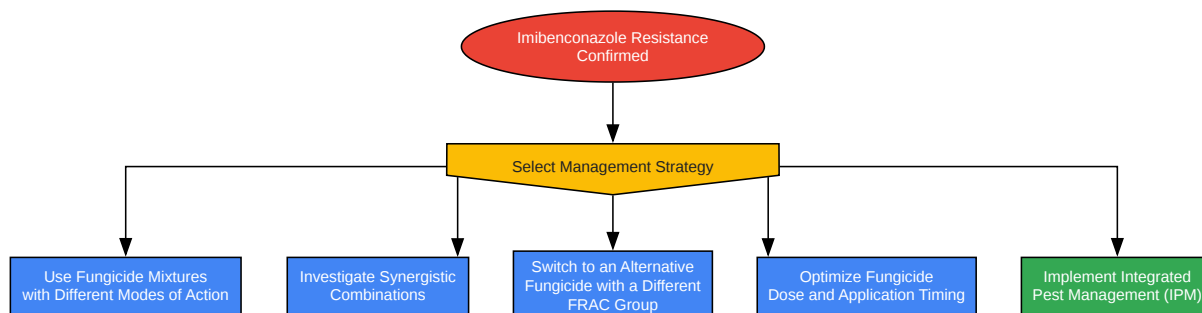 Imibenconazole Resistance
Confirmed
Select Management Strategy
Use Fungicide Mixtures
with Different Modes of Action
Investigate Synergistic
Combinations
Switch to an Alternative
Fungicide with a Different
FRAC Group
Optimize Fungicide
Dose and Application Timing
Implement Integrated
Pest Management (IPM)